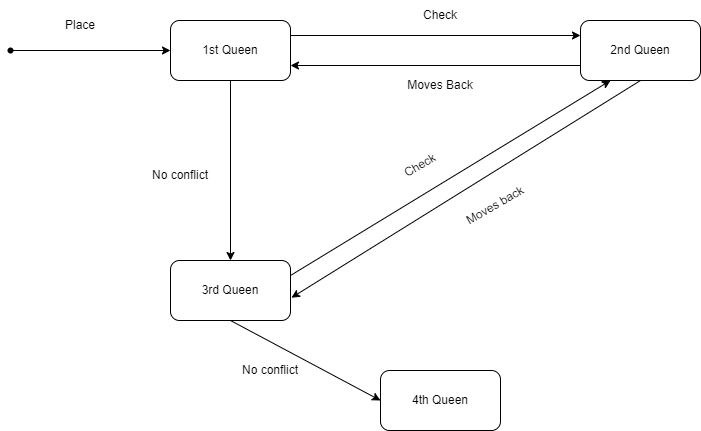 Place
Check
1st Queen
2nd Queen
Moves Back
Check
No conflict
Moves back
3rd Queen
No conflict
4th Queen